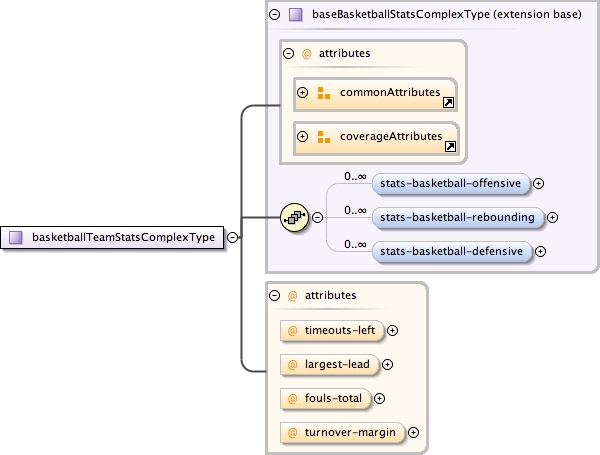 baseBasketballStatsComplexType (extension base)
@ attributes
commonAttributes
coverageAttributes
0..∞
stats-basketball-offensive
0..∞
stats-basketball-rebounding
0..∞
stats-basketball-defensive
basketballTeamStatsComplexType
@ attributes
@ timeouts-left
@ largest-lead
@ fouls-total
@ turnover-margin